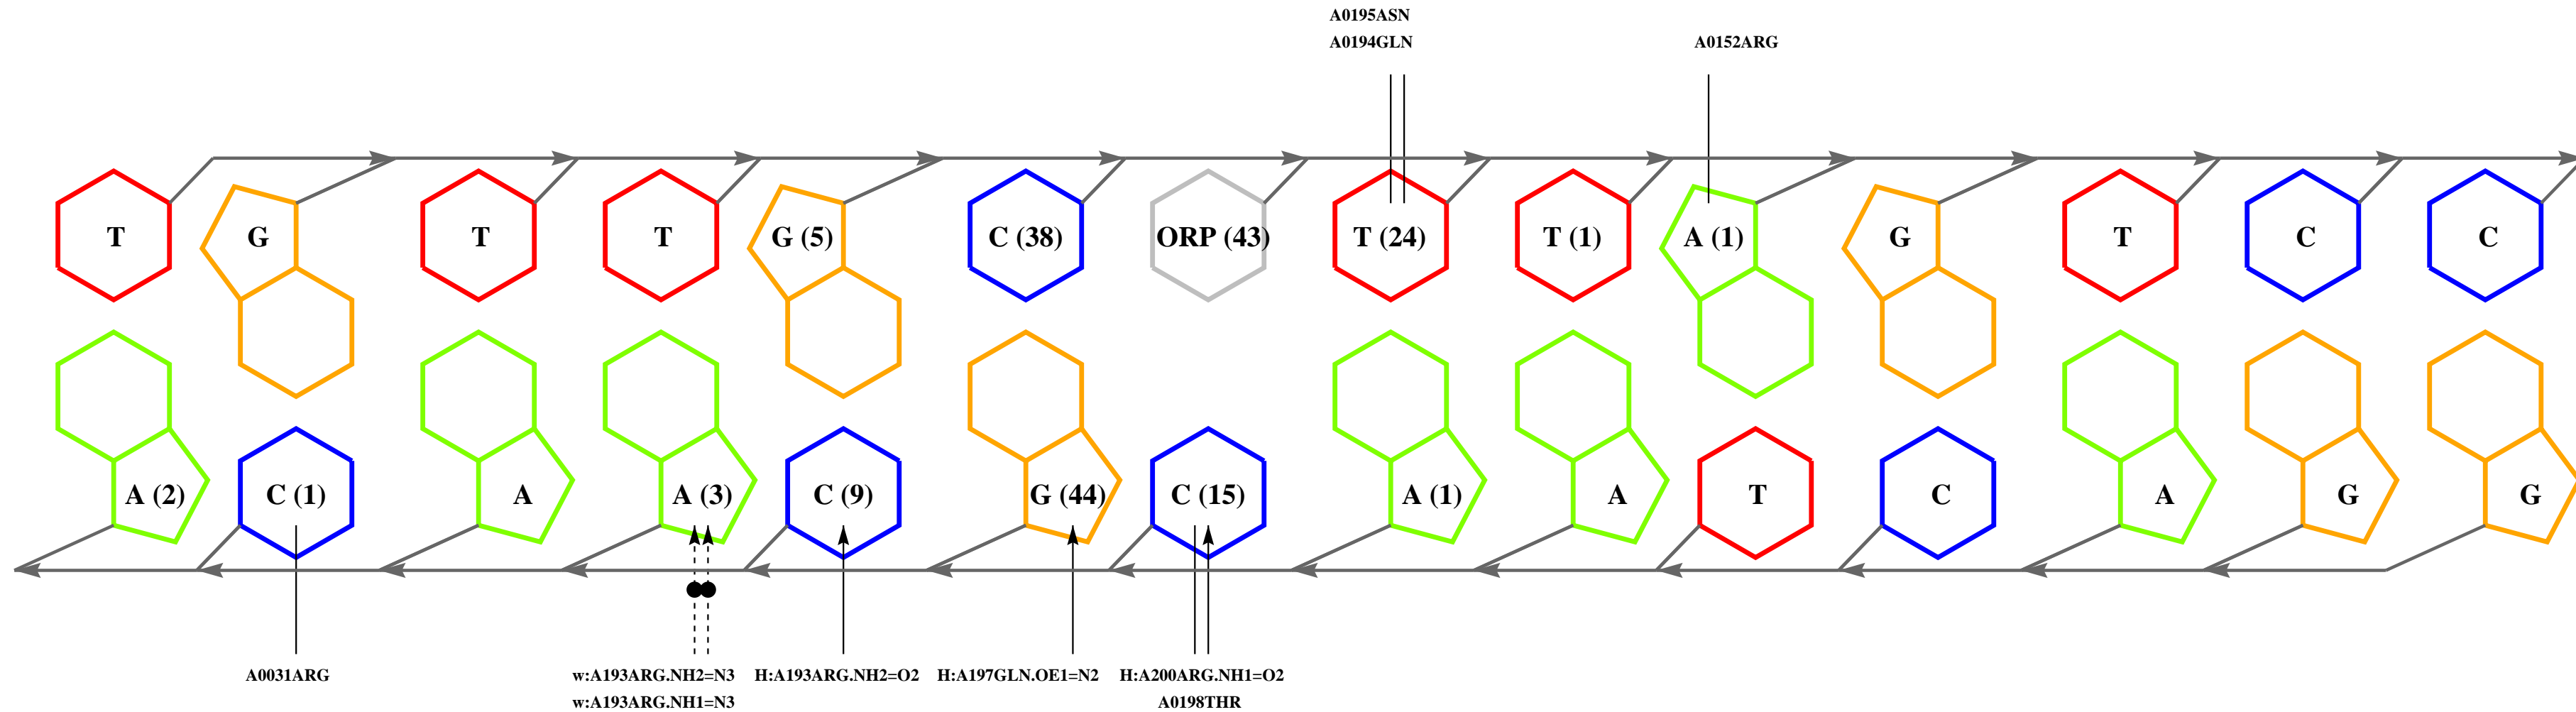 A0195ASN
A0194GLN A0152ARG
T G T T G (5) C (38) ORP (43) T (24) T (1) A (1) G T C C
A (2) C (1) A A (3) C (9) G (44) C (15) A (1) A T C A G G
A0031ARG w:A193ARG.NH2=N3 H:A193ARG.NH2=O2 H:A197GLN.OE1=N2 H:A200ARG.NH1=O2
w:A193ARG.NH1=N3 A0198THR